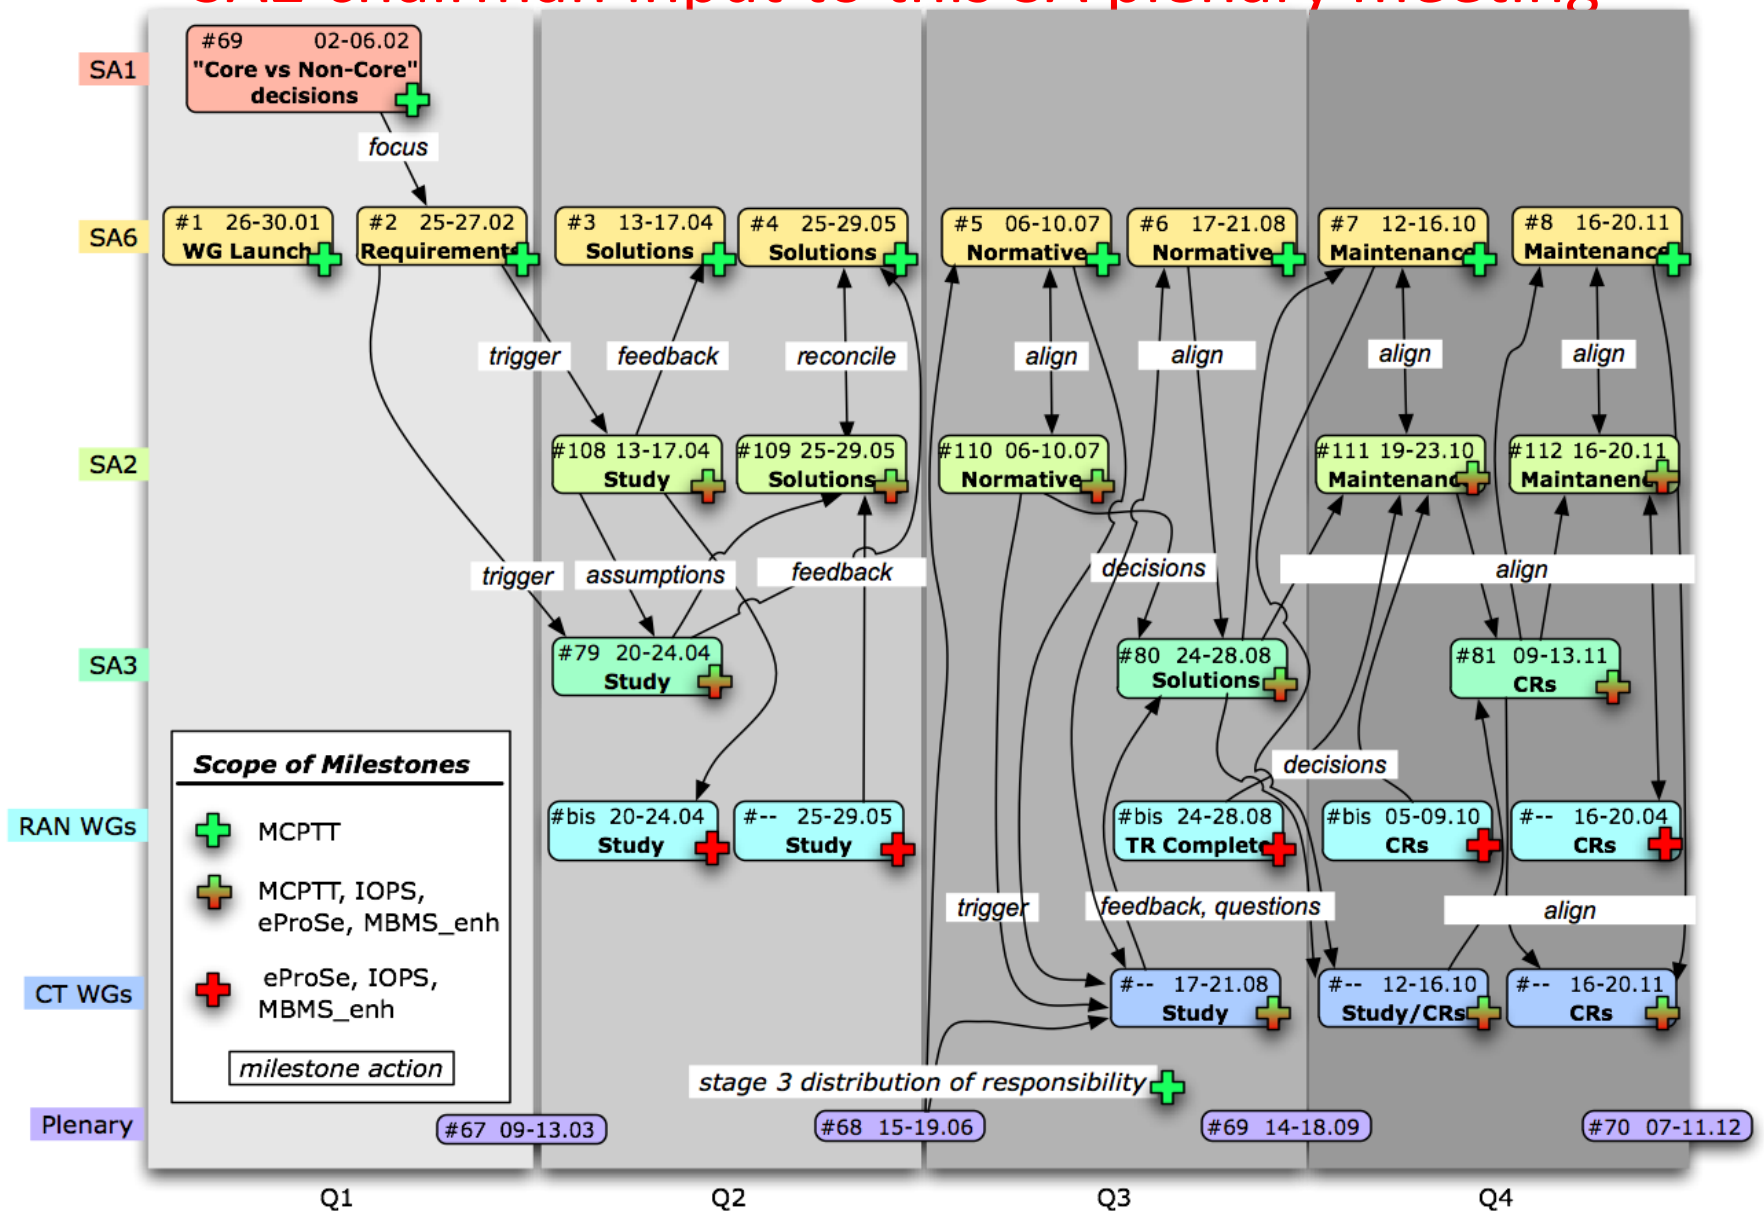 SA2 chairman input to this SA plenary meeting
SA1
#69 02-06.02
"Core vs Non-Core"
decisions
focus
SA6
#1 26-30.01
WG Launch
#2 25-27.02
Requirements
#3 13-17.04
Solutions
#4 25-29.05
Solutions
#5 06-10.07
Normative
#6 17-21.08
Normative
#7 12-16.10
Maintenance
#8 16-20.11
Maintenance
trigger
feedback
reconcile
align
align
align
align
SA2
#108 13-17.04
Study
#109 25-29.05
Solutions
#110 06-10.07
Normative
#111 19-23.10
Maintenanc
#112 16-20.11
Maintanenc
trigger
assumptions
feedback
decisions
align
SA3
#79 20-24.04
Study
#80 24-28.08
Solutions
#81 09-13.11
CRs
Scope of Milestones
MCPTT
MCPTT, IOPS,
eProSe, MBMS_enh
eProSe, IOPS,
MBMS_enh
milestone action
decisions
RAN WGs
#bis 20-24.04
Study
#-- 25-29.05
Study
#bis 24-28.08
TR Complete
#bis 05-09.10
CRs
#-- 16-20.04
CRs
trigger
feedback, questions
align
CT WGs
#-- 17-21.08
Study
#-- 12-16.10
Study/CRs
#-- 16-20.11
CRs
stage 3 distribution of responsibility
Plenary
#67 09-13.03
#68 15-19.06
#69 14-18.09
#70 07-11.12
Q1
Q2
Q3
Q4